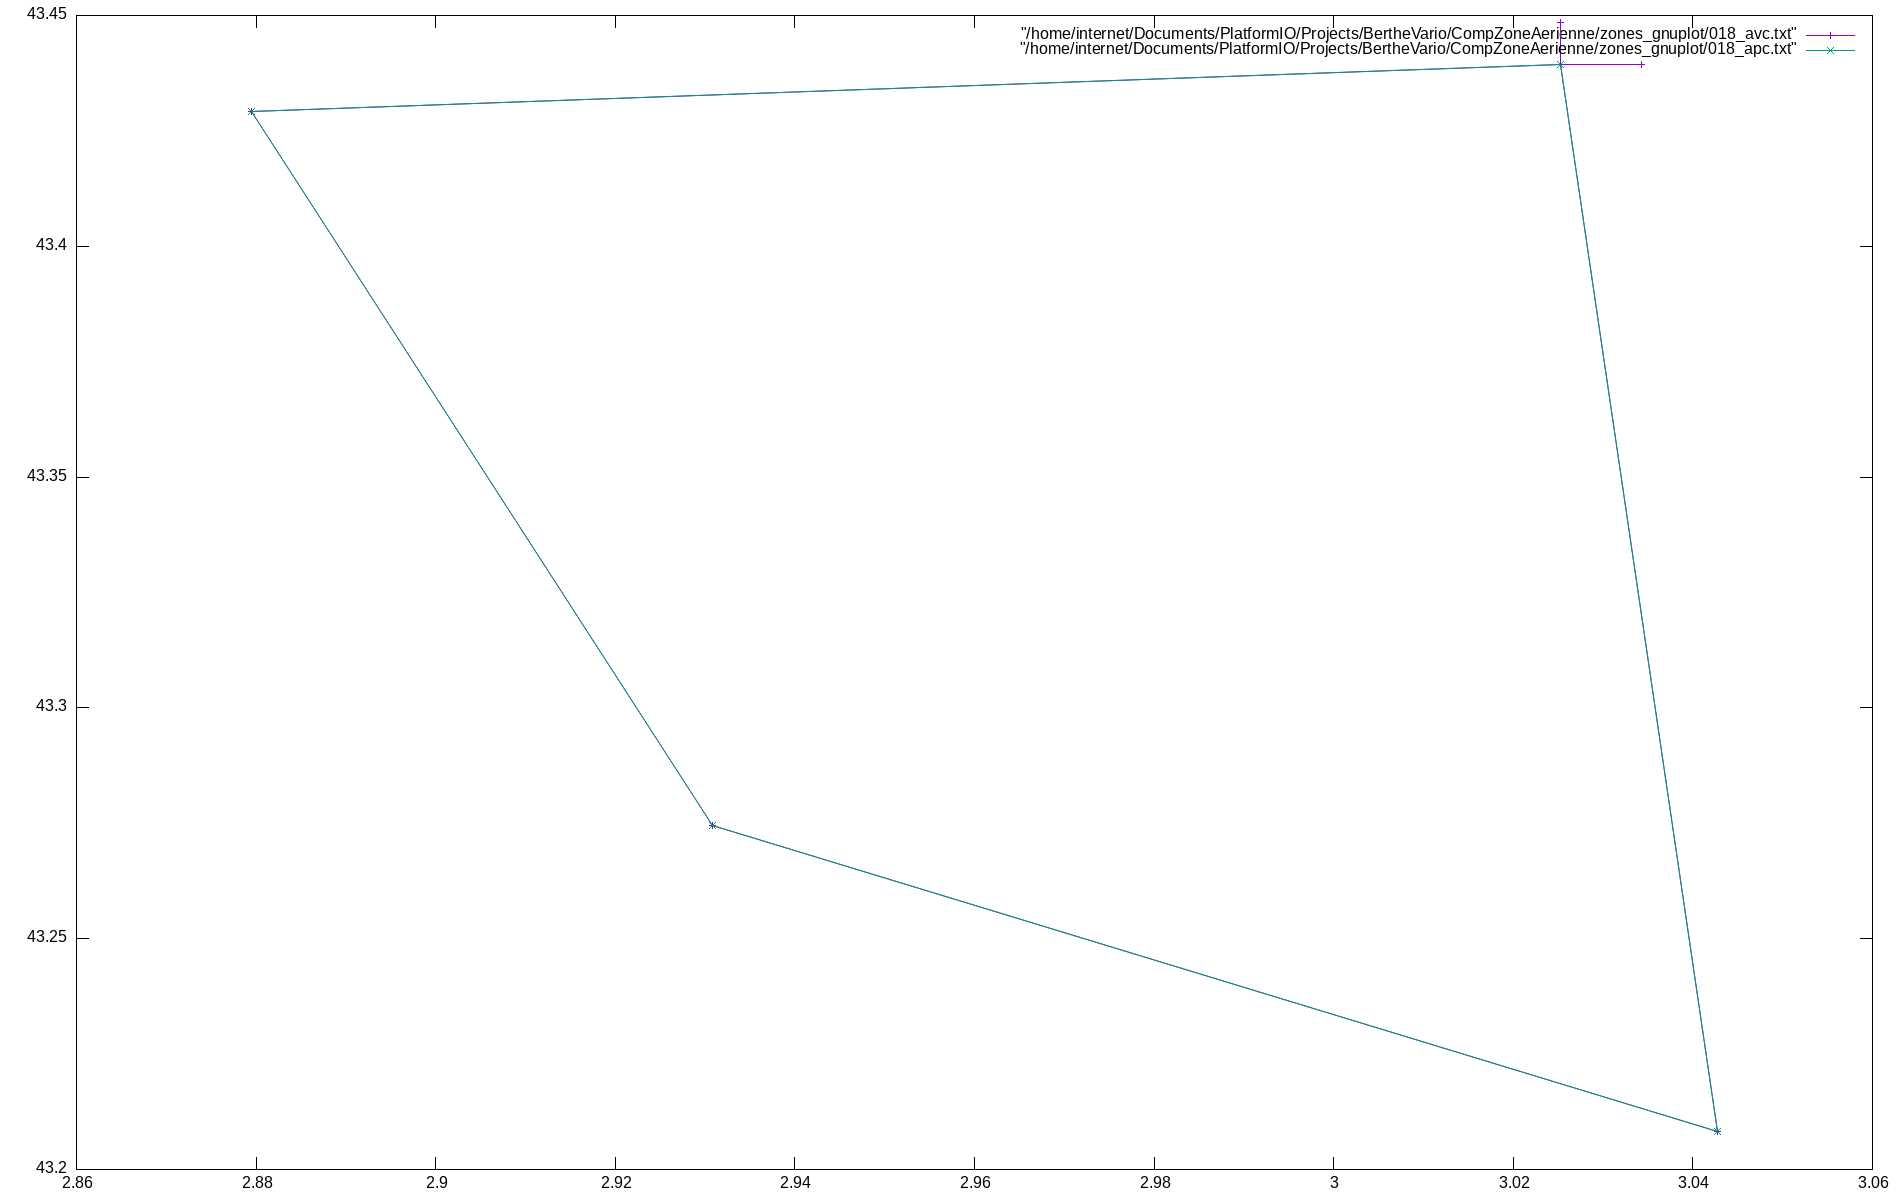 43.45
"/home/internet/Documents/PlatformIO/Projects/BertheVario/CompZoneAerienne/zones_gnuplot/018_avc.txt"
"/home/internet/Documents/PlatformIO/Projects/BertheVario/CompZoneAerienne/zones_gnuplot/018_apc.txt"
43.4
43.35
43.3
43.25
43.2
2.86 2.88 2.9 2.92 2.94 2.96 2.98 3 3.02 3.04 3.06